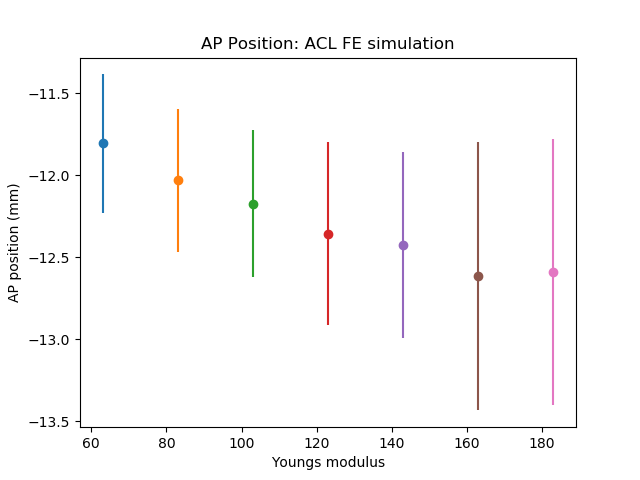 AP Position: ACL FE simulation
AP position (mm)
−11.5
−12.0
−12.5
−13.0
−13.5
60 80 100 120 140 160 180
Youngs modulus